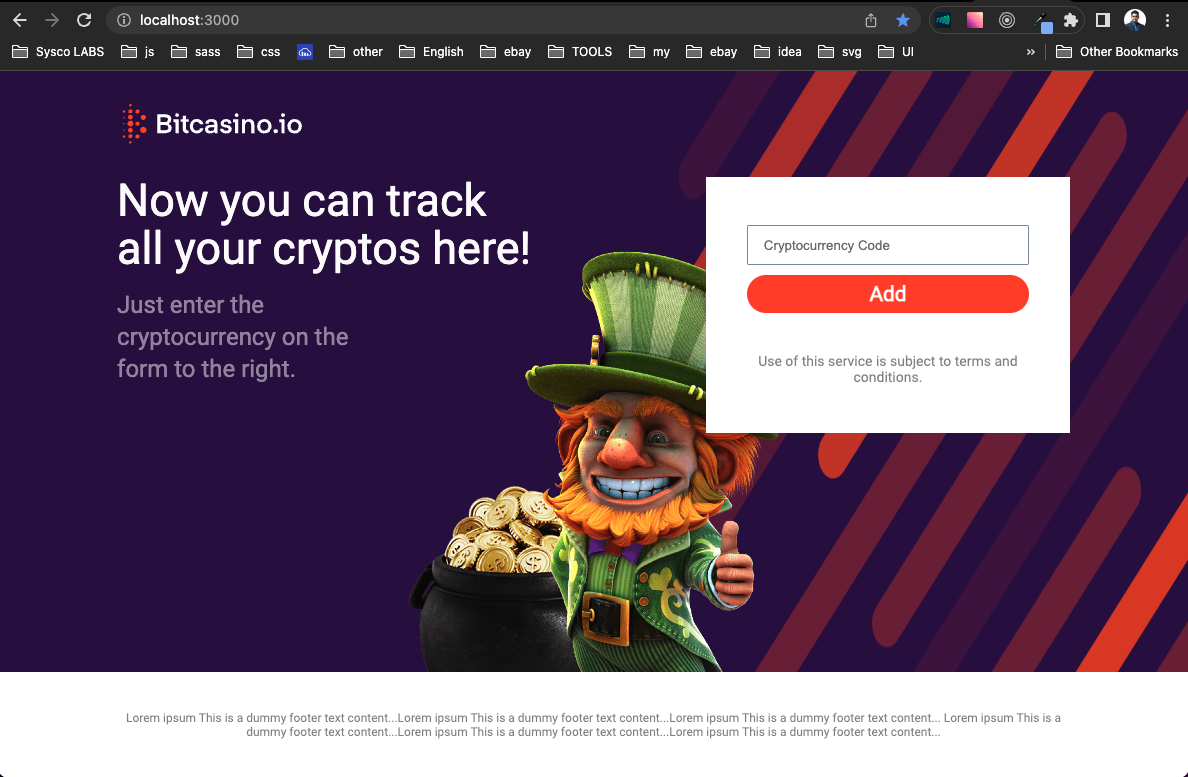 localhost:3000
Sysco LABS js sass css other English ebay TOOLS my ebay idea svg UI » Other Bookmarks
Bitcasino.io
Now you can track
all your cryptos here!
Just enter the
cryptocurrency on the
form to the right.
Cryptocurrency Code
Add
Use of this service is subject to terms and
conditions.
Lorem ipsum This is a dummy footer text content...Lorem ipsum This is a dummy footer text content...Lorem ipsum This is a dummy footer text content... Lorem ipsum This is a
dummy footer text content...Lorem ipsum This is a dummy footer text content...Lorem ipsum This is a dummy footer text content...